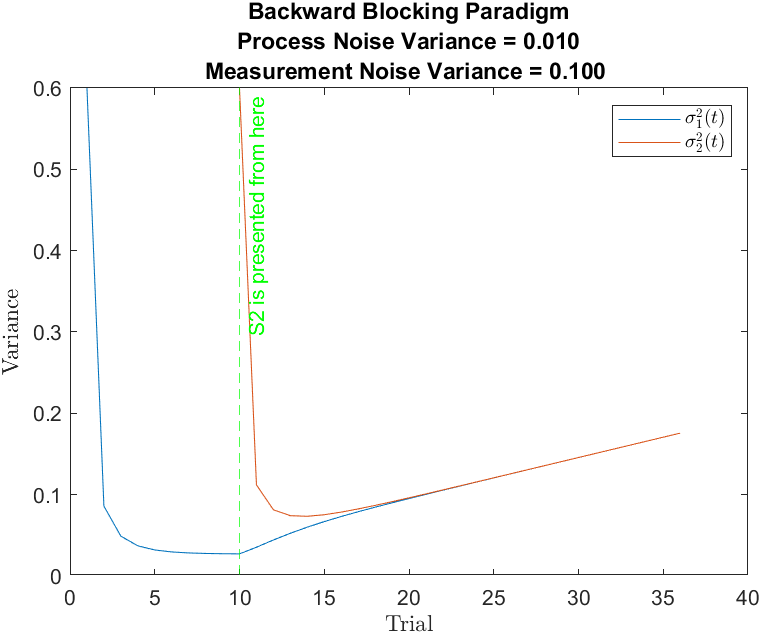 Backward Blocking Paradigm
Process Noise Variance = 0.010
Measurement Noise Variance = 0.100
σ₁²(t)
σ₂²(t)
S2 is presented from here
Variance
0.6
0.5
0.4
0.3
0.2
0.1
0
0 5 10 15 20 25 30 35 40
Trial